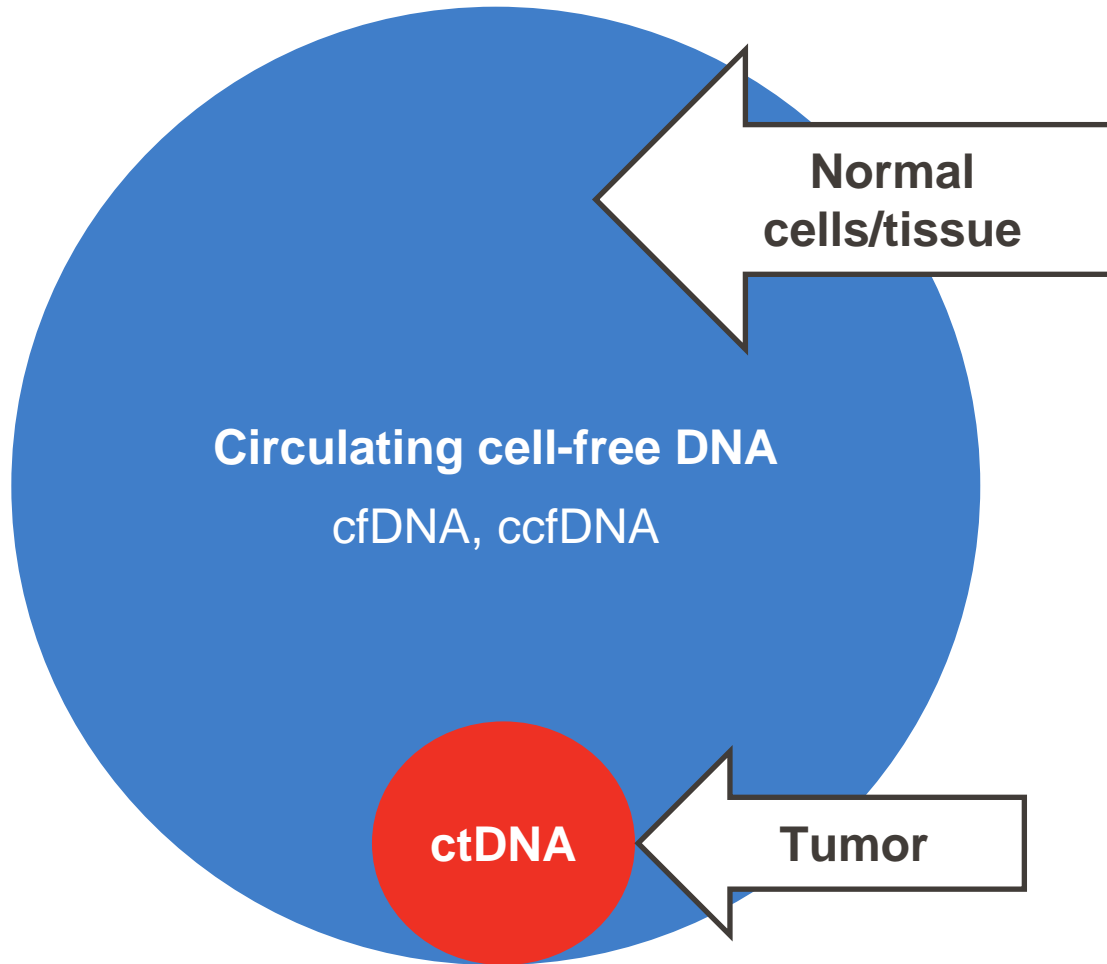 Normal
cells/tissue
Circulating cell-free DNA
cfDNA, ccfDNA
ctDNA
Tumor